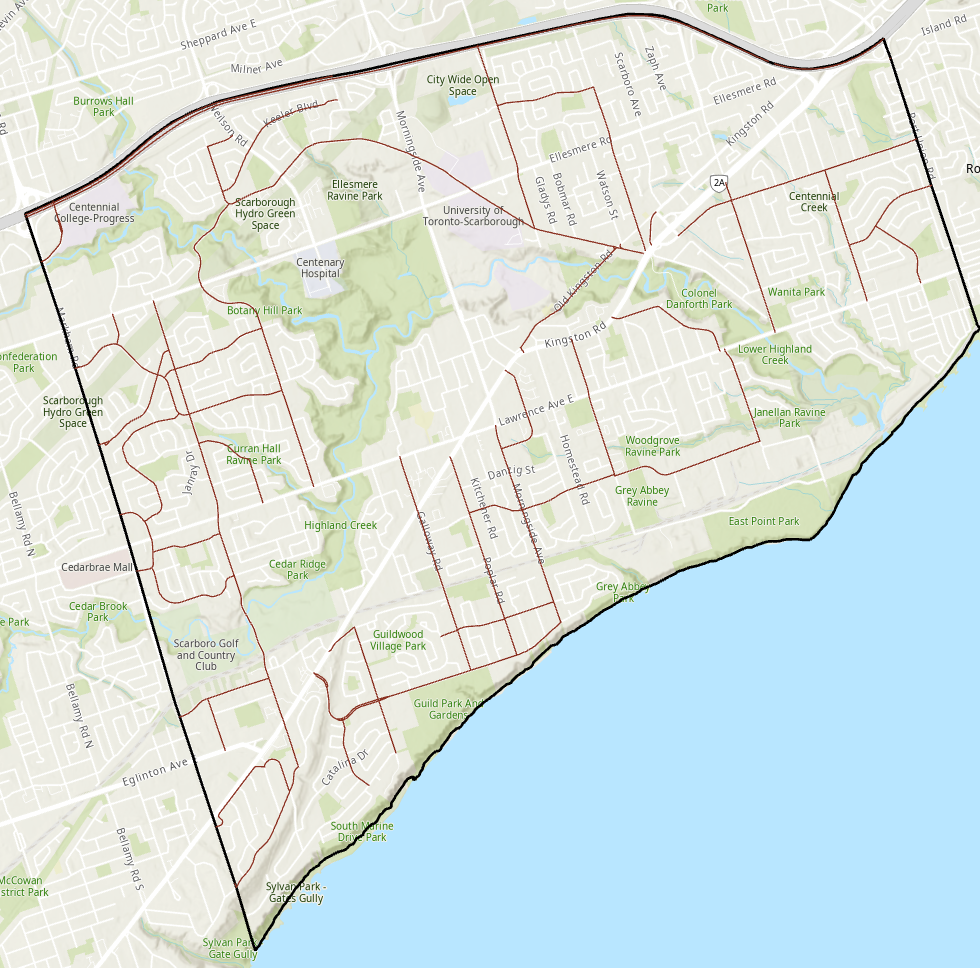 Park
Island Rd
Sheppard Ave E
Milner Ave
Zaph Ave
Scarboro Ave
City Wide Open
Space
Burrows Hall
Park
Ellesmere Rd
Keeler Blvd
Neilson Rd
Kingston Rd
Morningside Ave
Rd
Ellesmere Rd
2A
Ellesmere
Ravine Park
Gladys Rd
Bobmar Rd
Watson St
Centennial
Creek
Centennial
College-Progress
Scarborough
Hydro Green
Space
University of
Toronto-Scarborough
Centenary
Hospital
Old Kingston Rd
Colonel
Danforth Park
Wanita Park
Botany Hill Park
Markham Rd
Kingston Rd
Lower Highland
Creek
Park
Scarborough
Hydro Green
Space
Lawrence Ave E
Janellan Ravine
Park
Curran Hall
Ravine Park
Janray Dr
Woodgrove
Ravine Park
Dantzig St
Homestead Rd
Grey Abbey
Ravine
Kitchener Rd
Morningside Ave
Bellamy Rd N
Highland Creek
Galloway Rd
East Point Park
Cedarbrae Mall
Cedar Ridge
Park
Poplar Rd
Grey Abbey
Park
Cedar Brook
Park
Park
Guildwood
Village Park
Scarboro Golf
and Country
Club
Bellamy Rd N
Guild Park And
Gardens
Eglinton Ave
Catalina Dr
South Marine
Drive Park
Bellamy Rd S
McCowan
District Park
Sylvan Park -
Gates Gully
Sylvan Park
Gate Gully